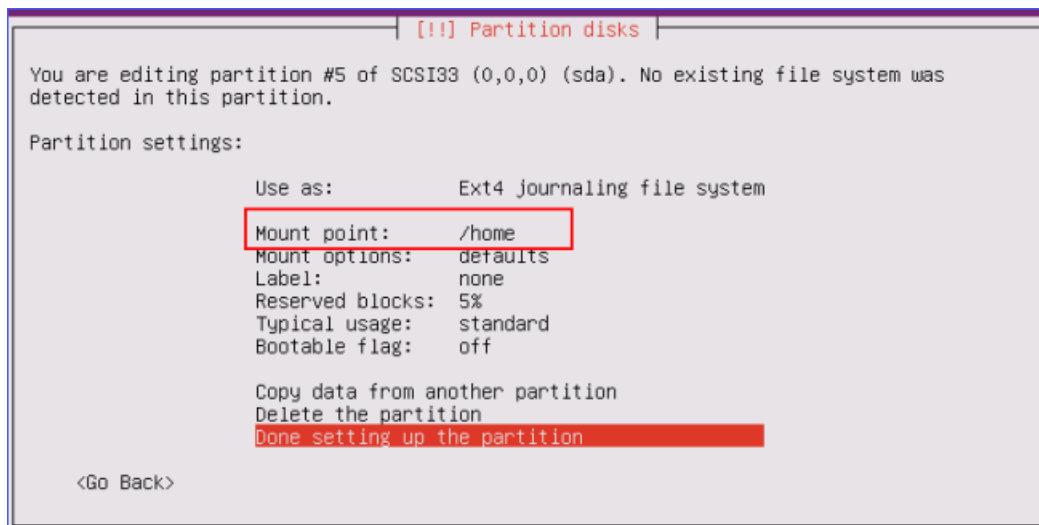 [!!] Partition disks
You are editing partition #5 of SCSI33 (0,0,0) (sda). No existing file system was
detected in this partition.
Partition settings:
Use as: Ext4 journaling file system
Mount point: /home
Mount options: defaults
Label: none
Reserved blocks: 5%
Typical usage: standard
Bootable flag: off
Copy data from another partition
Delete the partition
Done setting up the partition
<Go Back>